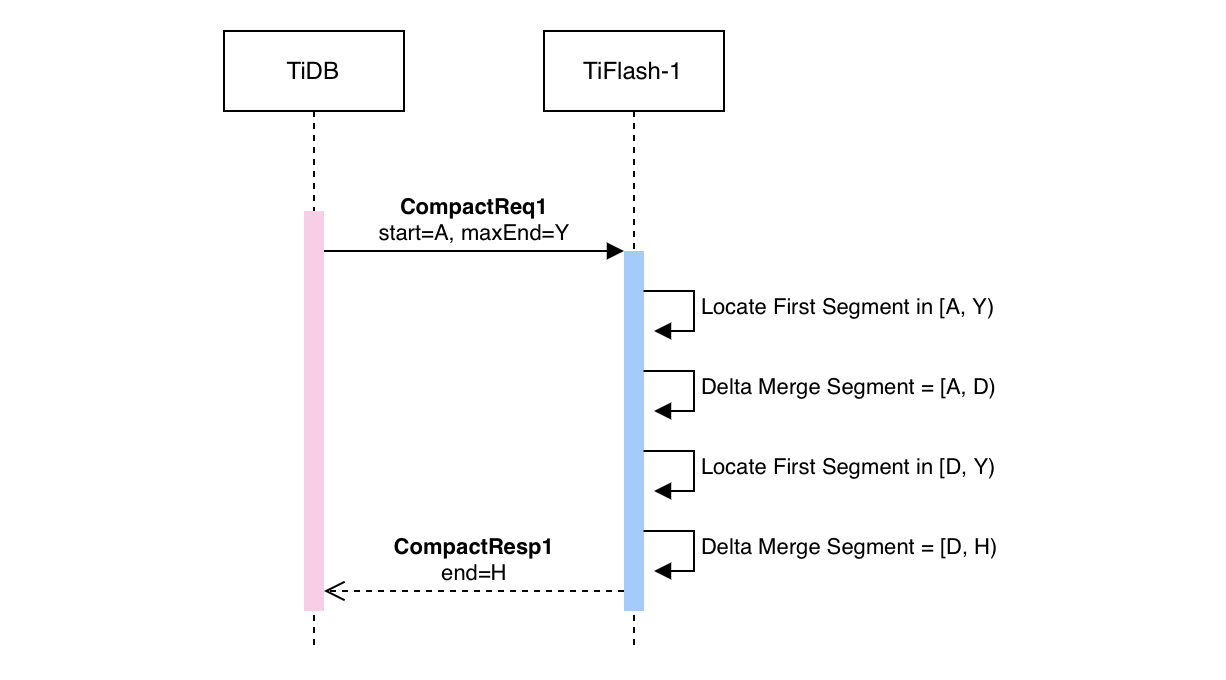 TiDB
TiFlash-1
CompactReq1
start=A, maxEnd=Y
Locate First Segment in [A, Y)
Delta Merge Segment = [A, D)
Locate First Segment in [D, Y)
CompactResp1
end=H
Delta Merge Segment = [D, H)